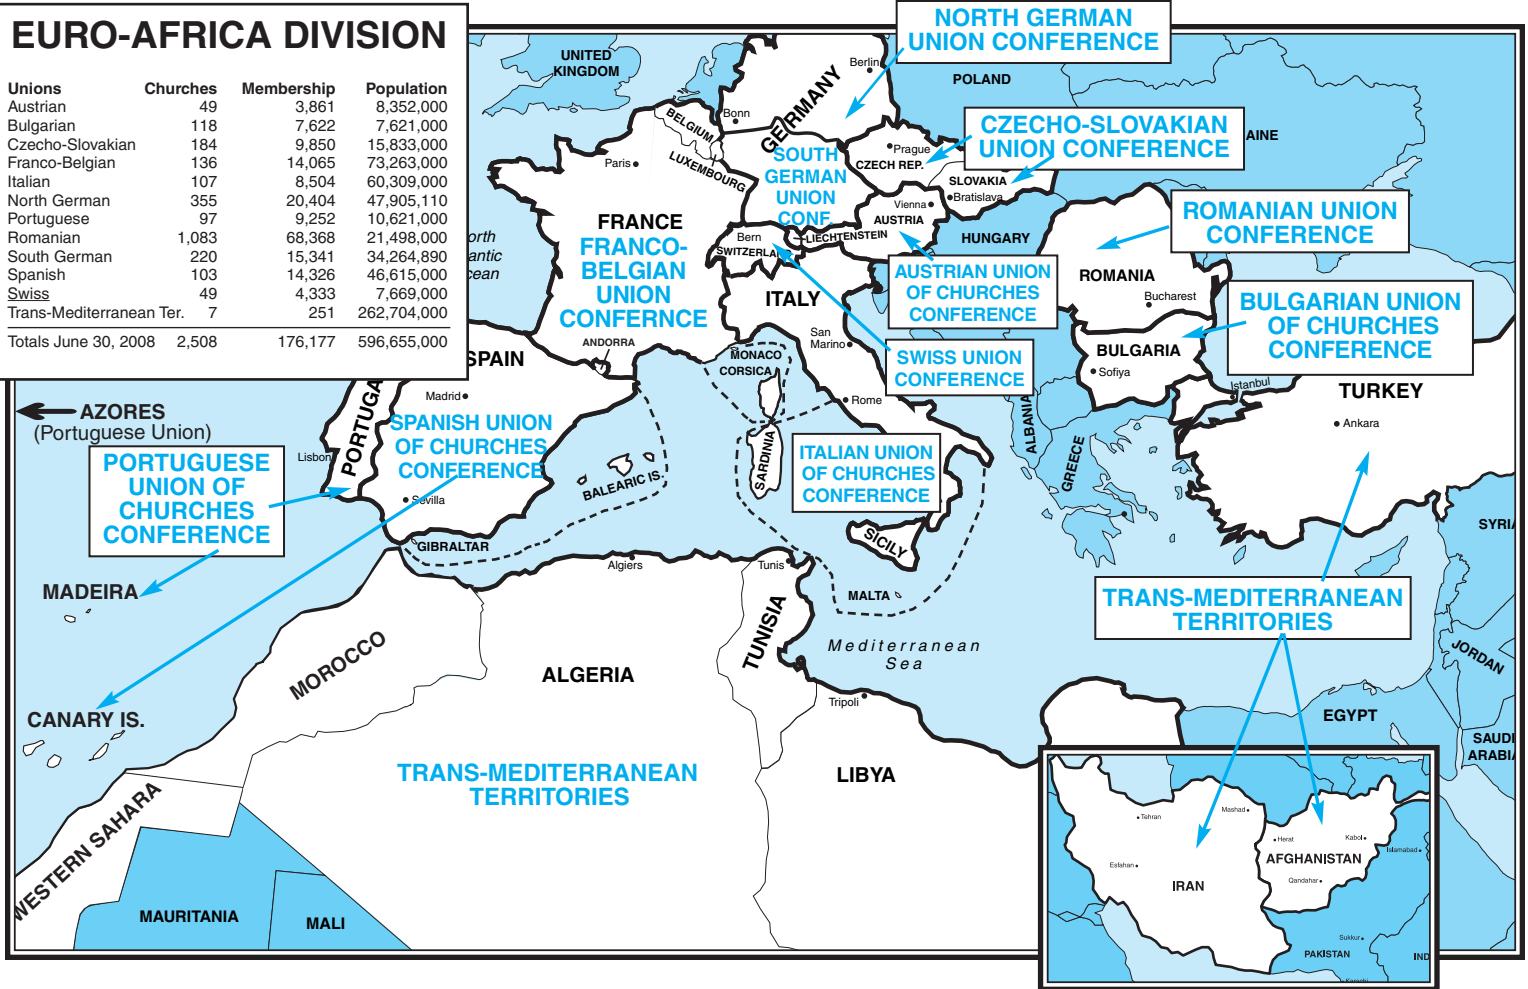 EURO-AFRICA DIVISION
Unions Churches Membership Population
Austrian 49 3,861 8,352,000
Bulgarian 118 7,622 7,621,000
Czecho-Slovakian 184 9,850 15,833,000
Franco-Belgian 136 14,065 73,263,000
Italian 107 8,504 60,309,000
North German 355 20,404 47,905,110
Portuguese 97 9,252 10,621,000
Romanian 1,083 68,368 21,498,000
South German 220 15,341 34,264,890
Spanish 103 14,326 46,615,000
Swiss 49 4,333 7,669,000
Trans-Mediterranean Ter. 7 251 262,704,000
Totals June 30, 2008 2,508 176,177 596,655,000
NORTH GERMAN
UNION CONFERENCE
UNITED
KINGDOM
Berlin
POLAND
GERMANY
Bonn
BELGIUM
LUXEMBOURG
Paris
SOUTH
GERMAN
UNION
CONF.
Prague
CZECH REP.
CZECHO-SLOVAKIAN
UNION CONFERENCE
AINE
SLOVAKIA
Bratislava
Vienna
AUSTRIA
LIECHTENSTEIN
HUNGARY
ROMANIAN UNION
CONFERENCE
orth
antic
cean
FRANCE
FRANCO-
BELGIAN
UNION
CONFERNCE
Bern
SWITZERLAND
AUSTRIAN UNION
OF CHURCHES
CONFERENCE
ROMANIA
Bucharest
ITALY
San
Marino
SWISS UNION
CONFERENCE
BULGARIAN UNION
OF CHURCHES
CONFERENCE
BULGARIA
Sofiya
ANDORRA
MONACO
CORSICA
SPAIN
Madrid
Rome
Istanbul
TURKEY
Ankara
AZORES
(Portuguese Union)
PORTUGA
Lisbon
SPANISH UNION
OF CHURCHES
CONFERENCE
Sevilla
PORTUGUESE
UNION OF
CHURCHES
CONFERENCE
BALEARIC IS.
SARDINIA
ITALIAN UNION
OF CHURCHES
CONFERENCE
ALBANIA
GREECE
SICILY
SYRIA
GIBRALTAR
Algiers
Tunis
MADEIRA
MALTA
TRANS-MEDITERRANEAN
TERRITORIES
MOROCCO
ALGERIA
TUNISIA
Mediterranean
Sea
JORDAN
Tripoli
CANARY IS.
EGYPT
SAUDI
ARABIA
TRANS-MEDITERRANEAN
TERRITORIES
LIBYA
WESTERN SAHARA
MAURITANIA
MALI
Tehran
Mashad
Herat
Kabol
Islamabad
Esfahan
AFGHANISTAN
Qandahar
IRAN
Sukkur
PAKISTAN
IND
Karachi